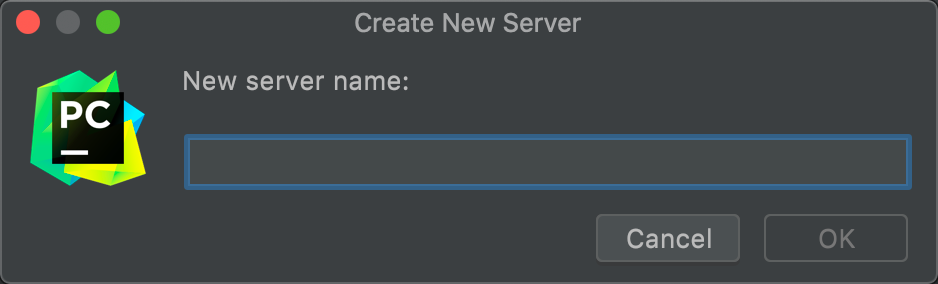 Create New Server
New server name:
PC
Cancel
OK